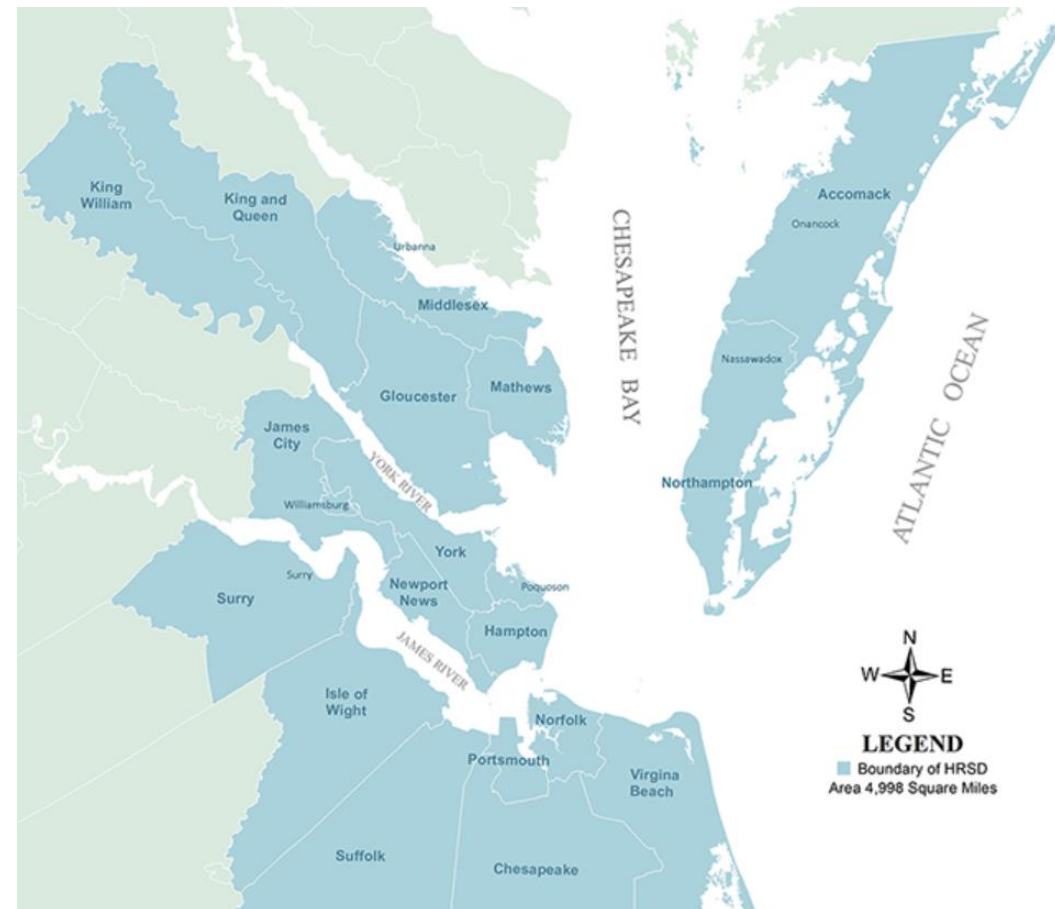 King
William
King and
Queen
Urbanna
Middlesex
Accomack
Onancock
CHESAPEAKE BAY
Nassawadox
Gloucester
Mathews
James
City
YORK RIVER
ATLANTIC OCEAN
Northampton
Williamsburg
York
Surry
Surry
Newport
News
Poquoson
Hampton
JAMES RIVER
Isle of
Wight
Norfolk
Portsmouth
Virgina
Beach
Suffolk
Chesapeake
N
W
E
S
LEGEND
Boundary of HRSD
Area 4,998 Square Miles